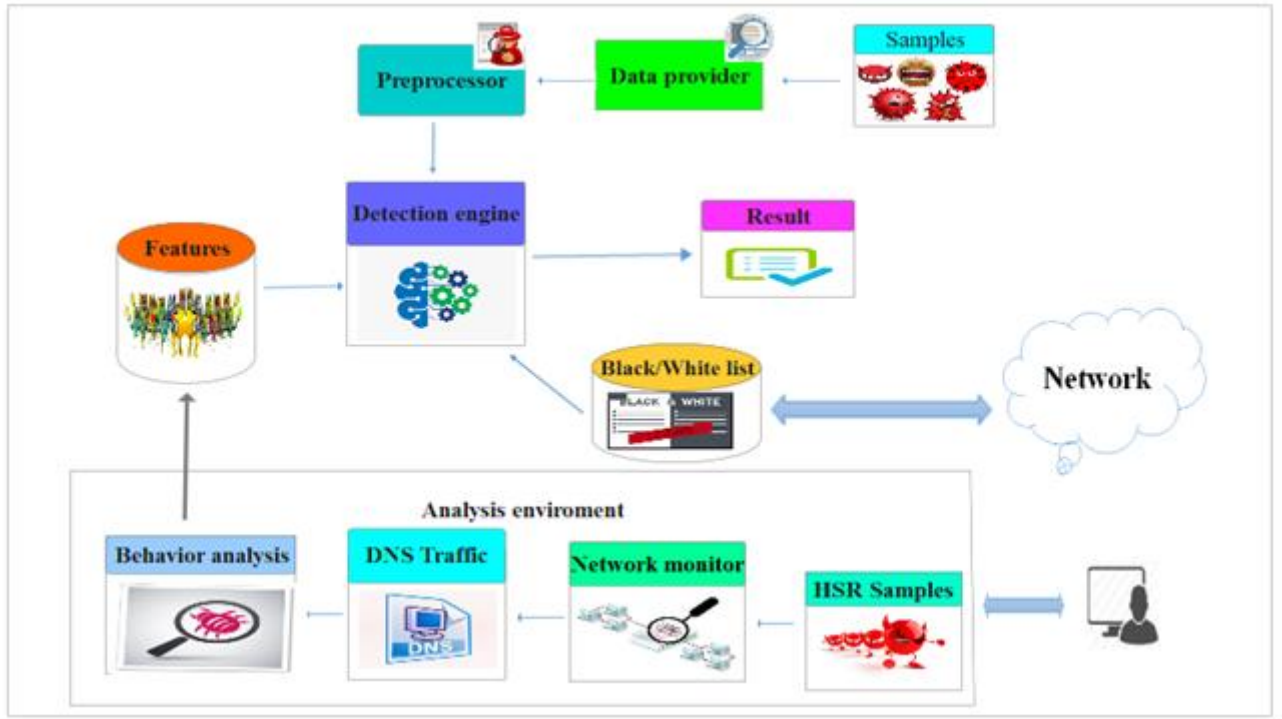 Samples
Data provider
Preprocessor
Detection engine
Result
Features
Black/White list
BLACK & WHITE
Network
Analysis enviroment
Behavior analysis
DNS Traffic
DNS
Network monitor
HSR Samples